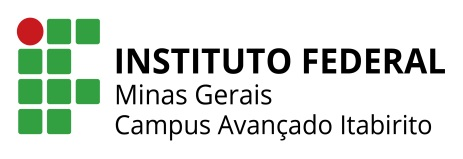 INSTITUTO FEDERAL
Minas Gerais
Campus Avançado Itabirito